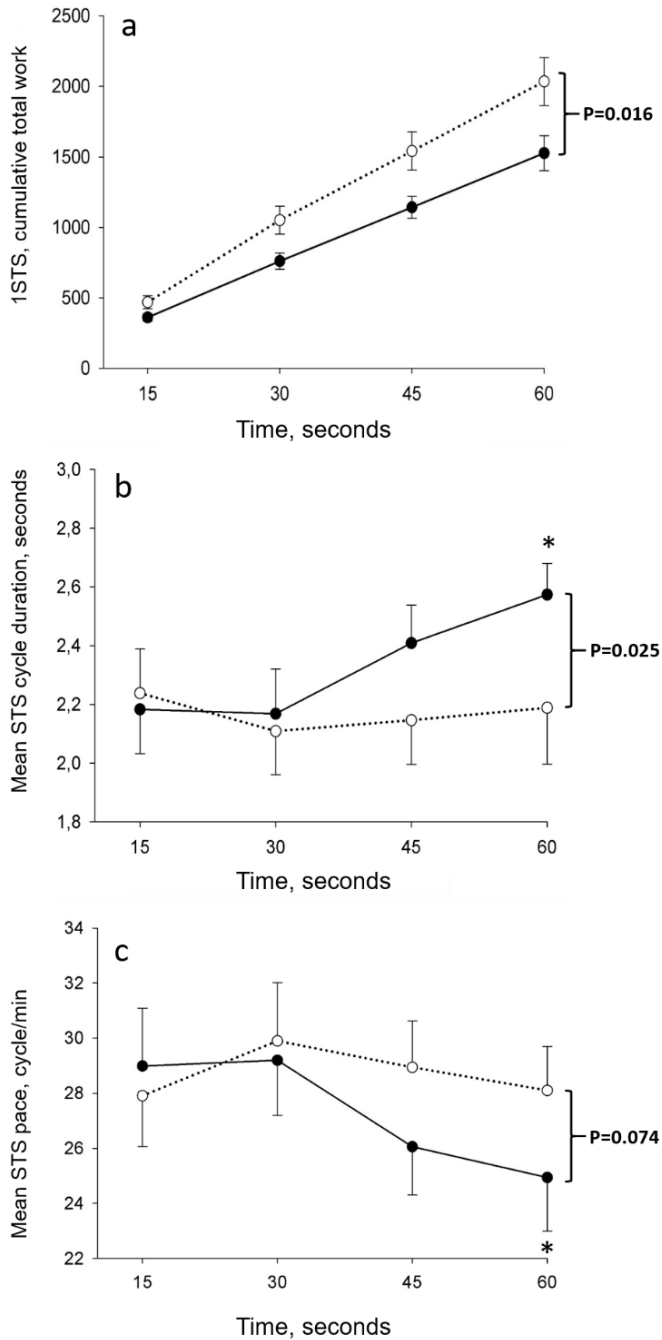 a
2500
2000
1500
1000
500
0
1STS, cumulative total work
P=0.016
15 30 45 60
Time, seconds
b
3,0
2,8
2,6
2,4
2,2
2,0
1,8
Mean STS cycle duration, seconds
*
P=0.025
15 30 45 60
Time, seconds
c
34
32
30
28
26
24
22
Mean STS pace, cycle/min
P=0.074
*
15 30 45 60
Time, seconds